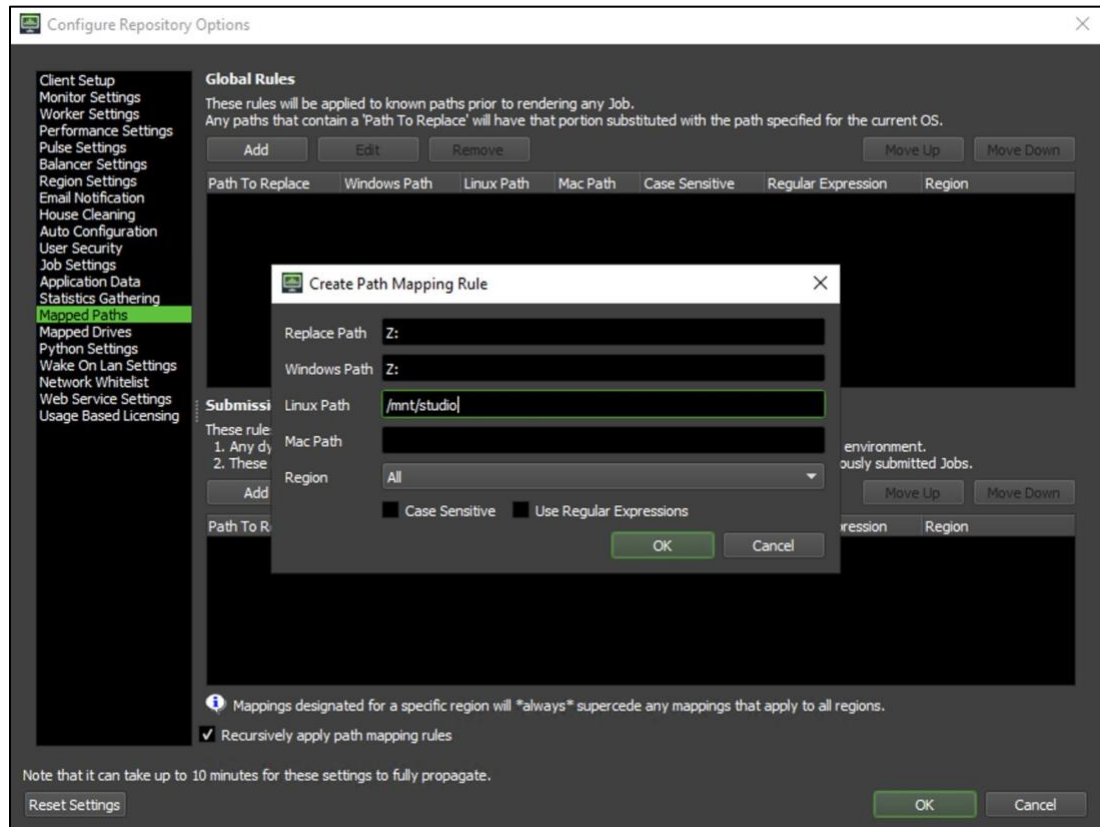 Configure Repository Options
Client Setup
Monitor Settings
Worker Settings
Performance Settings
Pulse Settings
Balancer Settings
Region Settings
Email Notification
House Cleaning
Auto Configuration
User Security
Job Settings
Application Data
Statistics Gathering
Mapped Paths
Mapped Drives
Python Settings
Wake On Lan Settings
Network Whitelist
Web Service Settings
Usage Based Licensing
Global Rules
These rules will be applied to known paths prior to rendering any Job.
Any paths that contain a 'Path To Replace' will have that portion substituted with the path specified for the current OS.
Add Edit Remove Move Up Move Down
Path To Replace Windows Path Linux Path Mac Path Case Sensitive Regular Expression Region
Create Path Mapping Rule
Replace Path Z:
Windows Path Z:
Linux Path /mnt/studio
Mac Path
Region All
Case Sensitive Use Regular Expressions
OK Cancel
Submissi
These rule
1. Any dy environment.
2. These ously submitted Jobs.
Add Move Up Move Down
Path To R ression Region
Mappings designated for a specific region will *always* supercede any mappings that apply to all regions.
Recursively apply path mapping rules
Note that it can take up to 10 minutes for these settings to fully propagate.
Reset Settings OK Cancel